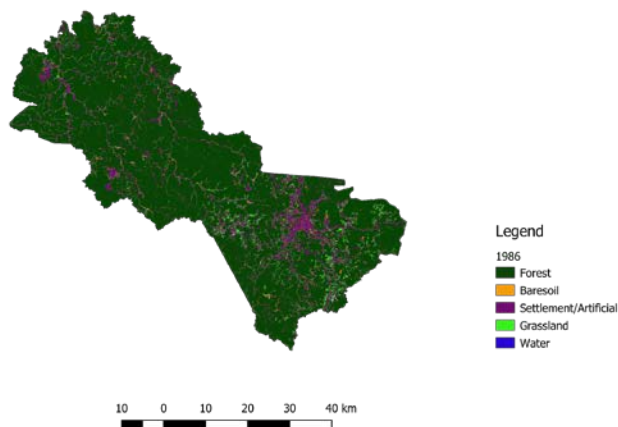 Legend
1986
Forest
Baresoil
Settlement/Artificial
Grassland
Water
10 0 10 20 30 40 km